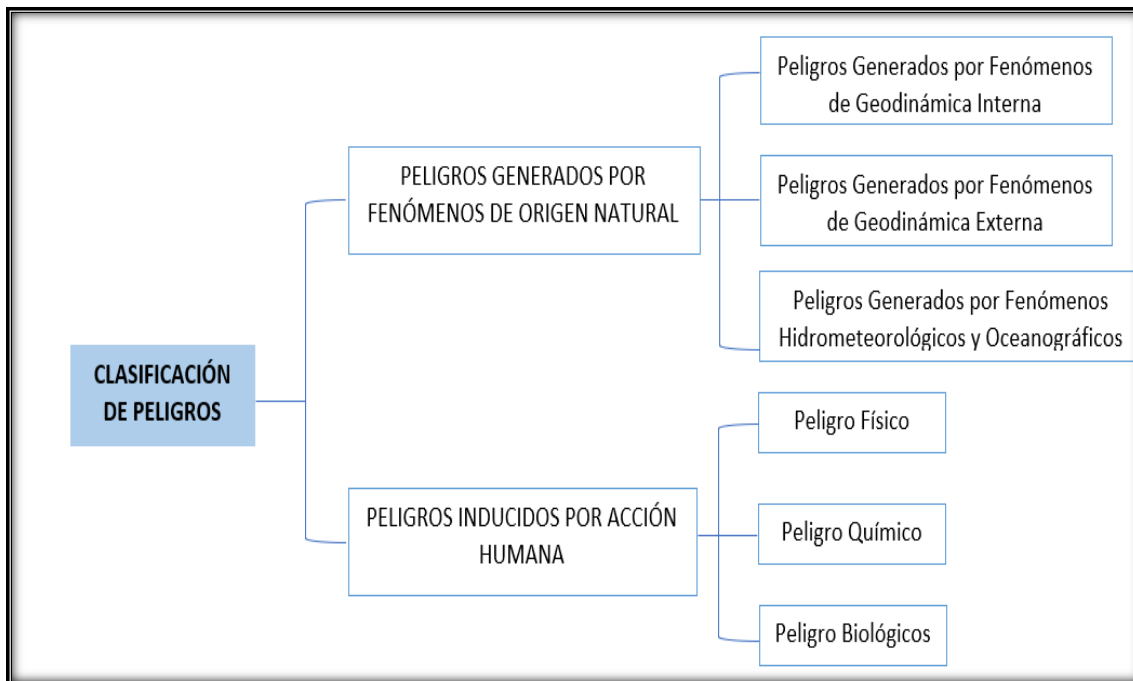 CLASIFICACIÓN
DE PELIGROS
PELIGROS GENERADOS POR
FENÓMENOS DE ORIGEN NATURAL
Peligros Generados por Fenómenos
de Geodinámica Interna
Peligros Generados por Fenómenos
de Geodinámica Externa
Peligros Generados por Fenómenos
Hidrometeorológicos y Oceanográficos
PELIGROS INDUCIDOS POR ACCIÓN
HUMANA
Peligro Físico
Peligro Químico
Peligro Biológicos